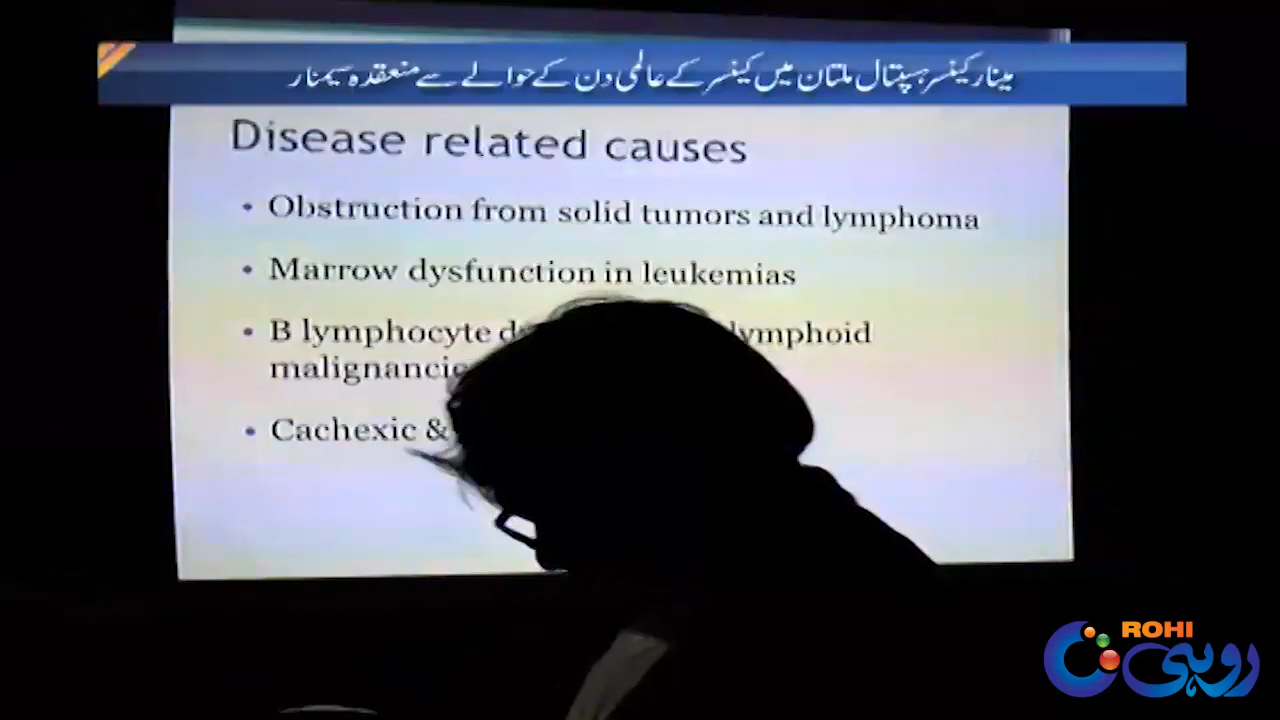 مینار کینسر ہسپتال ملتان میں کینسر کے عالمی دن کے حوالے سے منعقدہ سیمنار
Disease related causes
• Obstruction from solid tumors and lymphoma
• Marrow dysfunction in leukemias
• B lymphocyte lymphoid
malignancie
• Cachexic &
ROHI
روہی